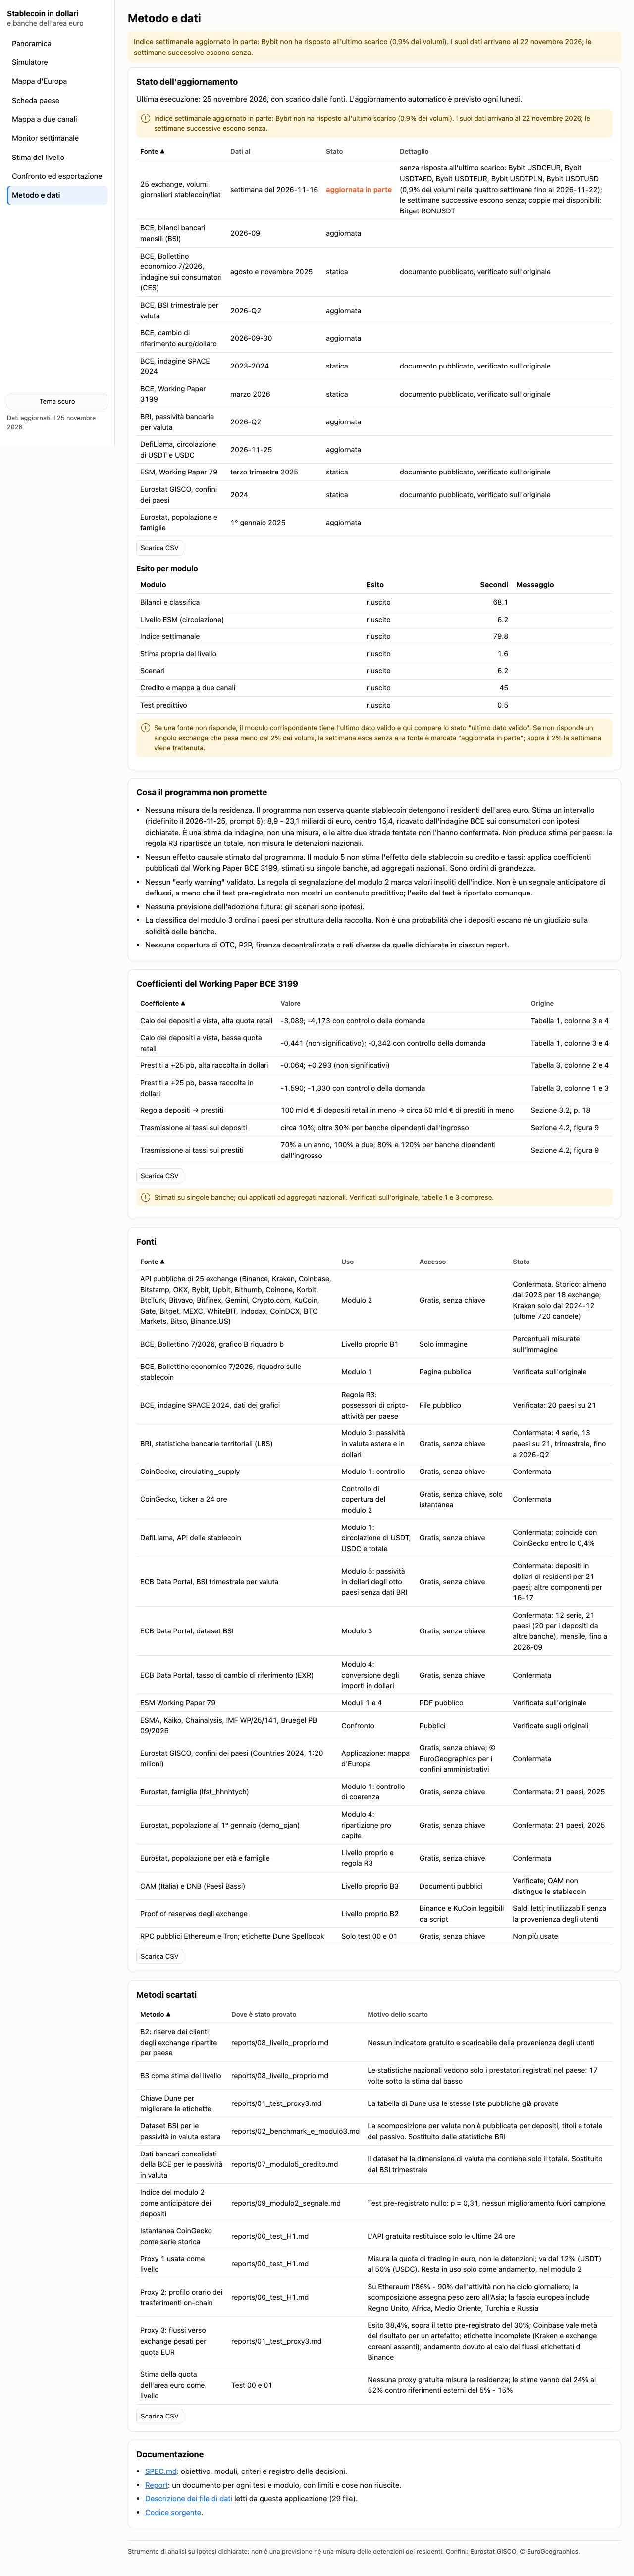 Stablecoin in dollari
e banche dell'area euro
Panoramica
Simulatore
Mappa d'Europa
Scheda paese
Mappa a due canali
Monitor settimanale
Stima del livello
Confronto ed esportazione
Metodo e dati
Tema scuro
Dati aggiornati il 25 novembre
2026
Metodo e dati
Indice settimanale aggiornato in parte: Bybit non ha risposto all'ultimo scarico (0,9% dei volumi). I suoi dati arrivano al 22 novembre 2026; le
settimane successive escono senza.
Stato dell'aggiornamento
Ultima esecuzione: 25 novembre 2026, con scarico dalle fonti. L'aggiornamento automatico è previsto ogni lunedì.
Indice settimanale aggiornato in parte: Bybit non ha risposto all'ultimo scarico (0,9% dei volumi). I suoi dati arrivano al 22 novembre 2026; le
settimane successive escono senza.
Fonte ▲ Dati al Stato Dettaglio
25 exchange, volumi
giornalieri stablecoin/fiat
settimana del 2026-11-16
aggiornata in parte
senza risposta all'ultimo scarico: Bybit USDCEUR, Bybit
USDTAED, Bybit USDTEUR, Bybit USDTPLN, Bybit USDTUSD
(0,9% dei volumi nelle quattro settimane fino al 2026-11-22);
le settimane successive escono senza; coppie mai disponibili:
Bitget RONUSDT
BCE, bilanci bancari
mensili (BSI)
2026-09
aggiornata
BCE, Bollettino
economico 7/2026,
indagine sui consumatori
(CES)
agosto e novembre 2025
statica
documento pubblicato, verificato sull'originale
BCE, BSI trimestrale per
valuta
2026-Q2
aggiornata
BCE, cambio di
riferimento euro/dollaro
2026-09-30
aggiornata
BCE, indagine SPACE
2024
2023-2024
statica
documento pubblicato, verificato sull'originale
BCE, Working Paper
3199
marzo 2026
statica
documento pubblicato, verificato sull'originale
BRI, passività bancarie
per valuta
2026-Q2
aggiornata
DefiLlama, circolazione
di USDT e USDC
2026-11-25
aggiornata
ESM, Working Paper 79
terzo trimestre 2025
statica
documento pubblicato, verificato sull'originale
Eurostat GISCO, confini
dei paesi
2024
statica
documento pubblicato, verificato sull'originale
Eurostat, popolazione e
famiglie
1° gennaio 2025
aggiornata
Scarica CSV
Esito per modulo
Modulo Esito Secondi Messaggio
Bilanci e classifica riuscito 68.1
Livello ESM (circolazione) riuscito 6.2
Indice settimanale riuscito 79.8
Stima propria del livello riuscito 1.6
Scenari riuscito 6.2
Credito e mappa a due canali riuscito 45
Test predittivo riuscito 0.5
Se una fonte non risponde, il modulo corrispondente tiene l'ultimo dato valido e qui compare lo stato "ultimo dato valido". Se non risponde un
singolo exchange che pesa meno del 2% dei volumi, la settimana esce senza e la fonte è marcata "aggiornata in parte"; sopra il 2% la settimana
viene trattenuta.
Cosa il programma non promette
• Nessuna misura della residenza. Il programma non osserva quante stablecoin detengono i residenti dell'area euro. Stima un intervallo
(ridefinito il 2026-11-25, prompt 5): 8,9 - 23,1 miliardi di euro, centro 15,4, ricavato dall'indagine BCE sui consumatori con ipotesi
dichiarate. È una stima da indagine, non una misura, e le altre due strade tentate non l'hanno confermata. Non produce stime per paese: la
regola R3 ripartisce un totale, non misura le detenzioni nazionali.
• Nessun effetto causale stimato dal programma. Il modulo 5 non stima l'effetto delle stablecoin su credito e tassi: applica coefficienti
pubblicati dal Working Paper BCE 3199, stimati su singole banche, ad aggregati nazionali. Sono ordini di grandezza.
• Nessun "early warning" validato. La regola di segnalazione del modulo 2 marca valori insoliti dell'indice. Non è un segnale anticipatore di
deflussi, a meno che il test pre-registrato non mostri un contenuto predittivo; l'esito del test è riportato comunque.
• Nessuna previsione dell'adozione futura: gli scenari sono ipotesi.
• La classifica del modulo 3 ordina i paesi per struttura della raccolta. Non è una probabilità che i depositi escano né un giudizio sulla
solidità delle banche.
• Nessuna copertura di OTC, P2P, finanza decentralizzata o reti diverse da quelle dichiarate in ciascun report.
Coefficienti del Working Paper BCE 3199
Coefficiente ▲ Valore Origine
Calo dei depositi a vista, alta quota retail -3,089; -4,173 con controllo della domanda Tabella 1, colonne 3 e 4
Calo dei depositi a vista, bassa quota
retail
-0,441 (non significativo); -0,342 con controllo della domanda
Tabella 1, colonne 3 e 4
Prestiti a +25 pb, alta raccolta in dollari -0,064; +0,293 (non significativi) Tabella 3, colonne 2 e 4
Prestiti a +25 pb, bassa raccolta in
dollari
-1,590; -1,330 con controllo della domanda
Tabella 3, colonne 1 e 3
Regola depositi → prestiti 100 mld € di depositi retail in meno → circa 50 mld € di prestiti in meno Sezione 3.2, p. 18
Trasmissione ai tassi sui depositi circa 10%; oltre 30% per banche dipendenti dall'ingrosso Sezione 4.2, figura 9
Trasmissione ai tassi sui prestiti
70% a un anno, 100% a due; 80% e 120% per banche dipendenti
dall'ingrosso
Sezione 4.2, figura 9
Scarica CSV
Stimati su singole banche; qui applicati ad aggregati nazionali. Verificati sull'originale, tabelle 1 e 3 comprese.
Fonti
Fonte ▲ Uso Accesso Stato
API pubbliche di 25 exchange (Binance, Kraken, Coinbase,
Bitstamp, OKX, Bybit, Upbit, Bithumb, Coinone, Korbit,
BtcTurk, Bitvavo, Bitfinex, Gemini, Crypto.com, KuCoin,
Gate, Bitget, MEXC, WhiteBIT, Indodax, CoinDCX, BTC
Markets, Bitso, Binance.US)
Modulo 2
Gratis, senza chiave
Confermata. Storico: almeno
dal 2023 per 18 exchange;
Kraken solo dal 2024-12
(ultime 720 candele)
BCE, Bollettino 7/2026, grafico B riquadro b
Livello proprio B1
Solo immagine
Percentuali misurate
sull'immagine
BCE, Bollettino economico 7/2026, riquadro sulle
stablecoin
Modulo 1
Pagina pubblica
Verificata sull'originale
BCE, indagine SPACE 2024, dati dei grafici
Regola R3:
possessori di cripto-
attività per paese
File pubblico
Verificata: 20 paesi su 21
BRI, statistiche bancarie territoriali (LBS)
Modulo 3: passività
in valuta estera e in
dollari
Gratis, senza chiave
Confermata: 4 serie, 13
paesi su 21, trimestrale, fino
a 2026-Q2
CoinGecko, circulating_supply Modulo 1: controllo Gratis, senza chiave Confermata
CoinGecko, ticker a 24 ore
Controllo di
copertura del
modulo 2
Gratis, senza chiave, solo
istantanea
Confermata
DefiLlama, API delle stablecoin
Modulo 1:
circolazione di USDT,
USDC e totale
Gratis, senza chiave
Confermata; coincide con
CoinGecko entro lo 0,4%
ECB Data Portal, BSI trimestrale per valuta
Modulo 5: passività
in dollari degli otto
paesi senza dati BRI
Gratis, senza chiave
Confermata: depositi in
dollari di residenti per 21
paesi; altre componenti per
16-17
ECB Data Portal, dataset BSI
Modulo 3
Gratis, senza chiave
Confermata: 12 serie, 21
paesi (20 per i depositi da
altre banche), mensile, fino a
2026-09
ECB Data Portal, tasso di cambio di riferimento (EXR)
Modulo 4:
conversione degli
importi in dollari
Gratis, senza chiave
Confermata
ESM Working Paper 79 Moduli 1 e 4 PDF pubblico Verificata sull'originale
ESMA, Kaiko, Chainalysis, IMF WP/25/141, Bruegel PB
09/2026
Confronto
Pubblici
Verificate sugli originali
Eurostat GISCO, confini dei paesi (Countries 2024, 1:20
milioni)
Applicazione: mappa
d'Europa
Gratis, senza chiave; ©
EuroGeographics per i
confini amministrativi
Confermata
Eurostat, famiglie (lfst_hhnhtych)
Modulo 1: controllo
di coerenza
Gratis, senza chiave
Confermata: 21 paesi, 2025
Eurostat, popolazione al 1° gennaio (demo_pjan)
Modulo 4:
ripartizione pro
capite
Gratis, senza chiave
Confermata: 21 paesi, 2025
Eurostat, popolazione per età e famiglie
Livello proprio e
regola R3
Gratis, senza chiave
Confermata
OAM (Italia) e DNB (Paesi Bassi)
Livello proprio B3
Documenti pubblici
Verificate; OAM non
distingue le stablecoin
Proof of reserves degli exchange
Livello proprio B2
Binance e KuCoin leggibili
da script
Saldi letti; inutilizzabili senza
la provenienza degli utenti
RPC pubblici Ethereum e Tron; etichette Dune Spellbook Solo test 00 e 01 Gratis, senza chiave Non più usate
Scarica CSV
Metodi scartati
Metodo ▲ Dove è stato provato Motivo dello scarto
B2: riserve dei clienti
degli exchange ripartite
per paese
reports/08_livello_proprio.md
Nessun indicatore gratuito e scaricabile della provenienza degli utenti
B3 come stima del livello
reports/08_livello_proprio.md
Le statistiche nazionali vedono solo i prestatori registrati nel paese: 17
volte sotto la stima dal basso
Chiave Dune per
migliorare le etichette
reports/01_test_proxy3.md
La tabella di Dune usa le stesse liste pubbliche già provate
Dataset BSI per le
passività in valuta estera
reports/02_benchmark_e_modulo3.md
La scomposizione per valuta non è pubblicata per depositi, titoli e totale
del passivo. Sostituito dalle statistiche BRI
Dati bancari consolidati
della BCE per le passività
in valuta
reports/07_modulo5_credito.md
Il dataset ha la dimensione di valuta ma contiene solo il totale. Sostituito
dal BSI trimestrale
Indice del modulo 2
come anticipatore dei
depositi
reports/09_modulo2_segnale.md
Test pre-registrato nullo: p = 0,31, nessun miglioramento fuori campione
Istantanea CoinGecko
come serie storica
reports/00_test_H1.md
L'API gratuita restituisce solo le ultime 24 ore
Proxy 1 usata come
livello
reports/00_test_H1.md
Misura la quota di trading in euro, non le detenzioni; va dal 12% (USDT)
al 50% (USDC). Resta in uso solo come andamento, nel modulo 2
Proxy 2: profilo orario dei
trasferimenti on-chain
reports/00_test_H1.md
Su Ethereum l'86% - 90% dell'attività non ha ciclo giornaliero; la
scomposizione assegna peso zero all'Asia; la fascia europea include
Regno Unito, Africa, Medio Oriente, Turchia e Russia
Proxy 3: flussi verso
exchange pesati per
quota EUR
reports/01_test_proxy3.md
Esito 38,4%, sopra il tetto pre-registrato del 30%; Coinbase vale metà
del risultato per un artefatto; etichette incomplete (Kraken e exchange
coreani assenti); andamento dovuto al calo dei flussi etichettati di
Binance
Stima della quota
dell'area euro come
livello
Test 00 e 01
Nessuna proxy gratuita misura la residenza; le stime vanno dal 24% al
52% contro riferimenti esterni del 5% - 15%
Scarica CSV
Documentazione
• SPEC.md: obiettivo, moduli, criteri e registro delle decisioni.
• Report: un documento per ogni test e modulo, con limiti e cose non riuscite.
• Descrizione dei file di dati letti da questa applicazione (29 file).
• Codice sorgente.
Strumento di analisi su ipotesi dichiarate: non è una previsione né una misura delle detenzioni dei residenti. Confini: Eurostat GISCO, © EuroGeographics.